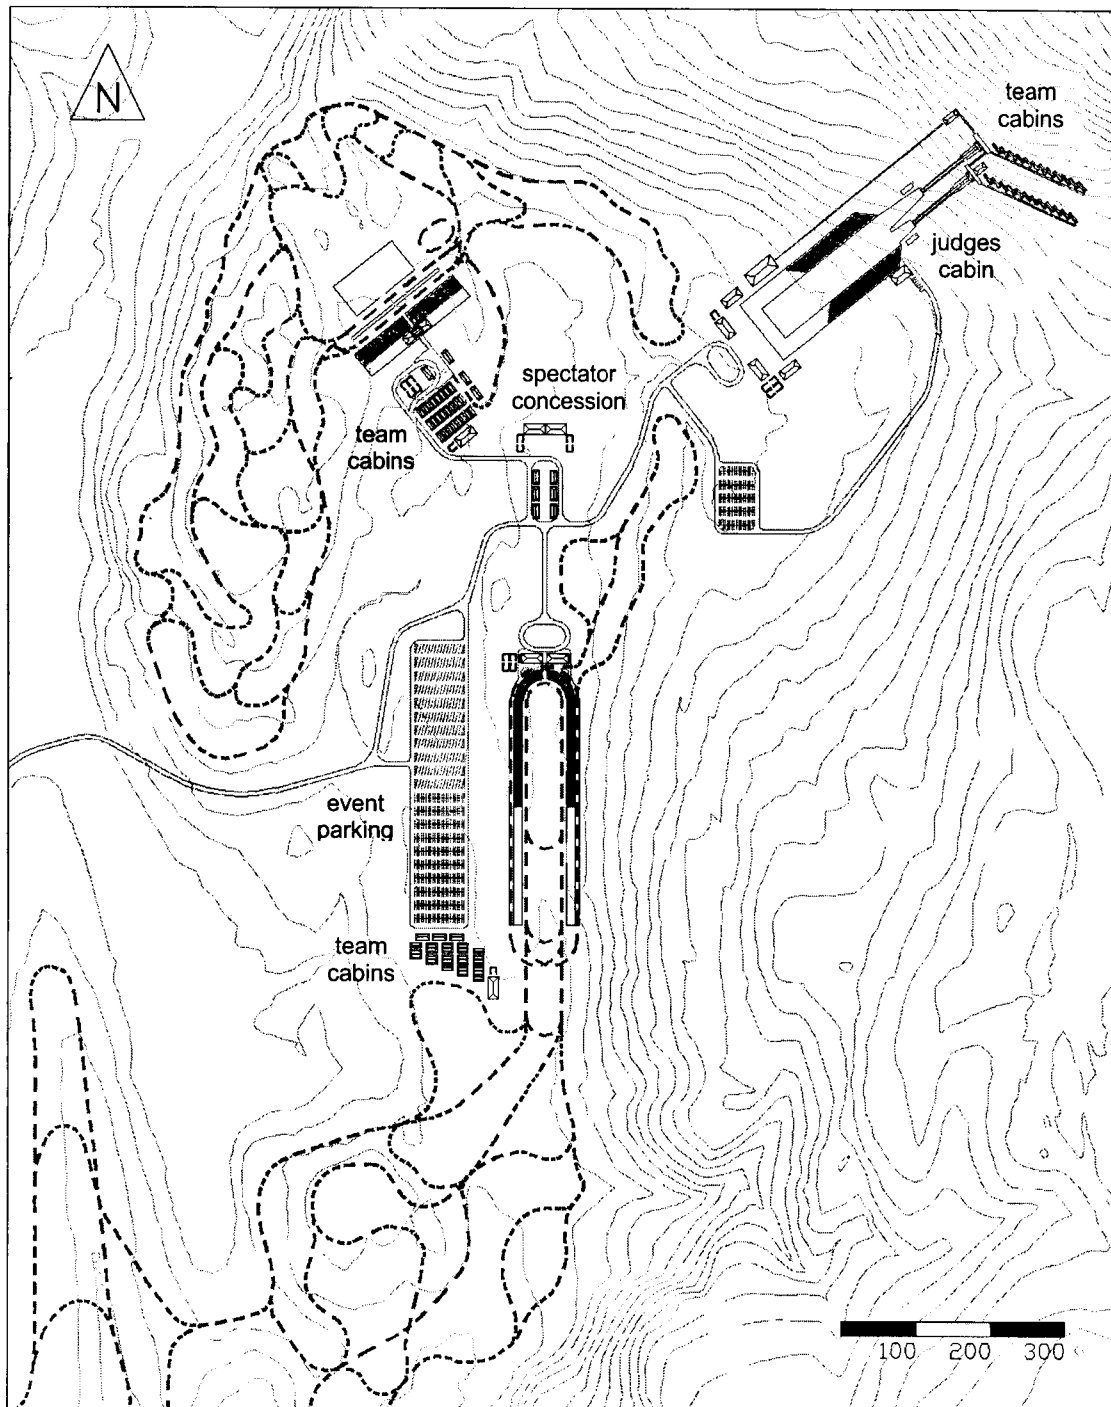 N
team
cabins
judges
cabin
spectator
concession
team
cabins
event
parking
team
cabins
100 200 300